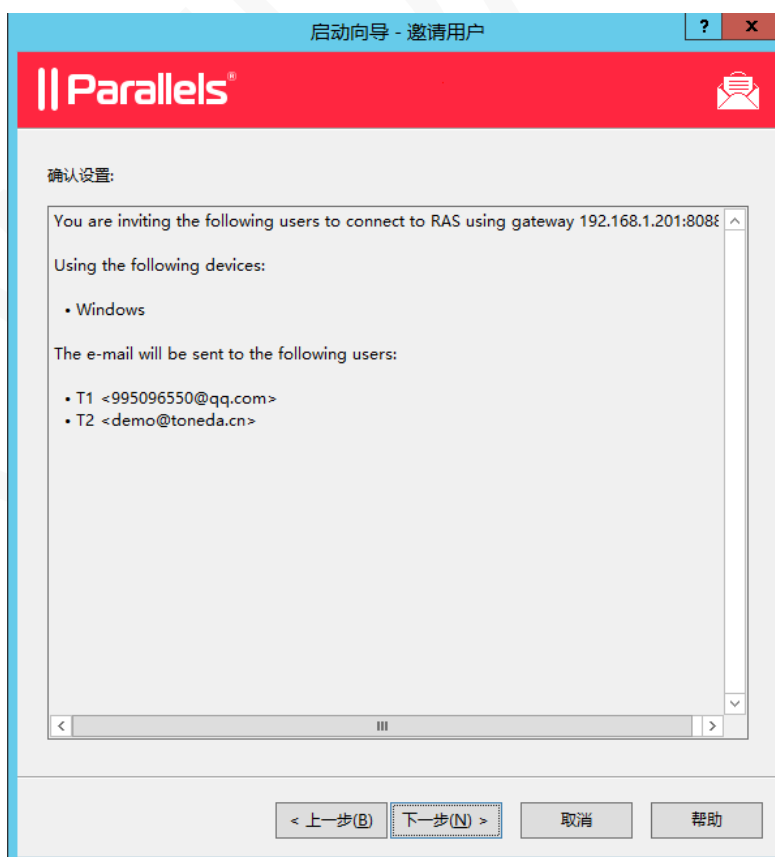 启动向导 - 邀请用户
? x
Parallels®
确认设置:
You are inviting the following users to connect to RAS using gateway 192.168.1.201:8088
Using the following devices:
• Windows
The e-mail will be sent to the following users:
• T1 <995096550@qq.com>
• T2 <demo@toneda.cn>
< 上一步(B) 下一步(N) > 取消 帮助